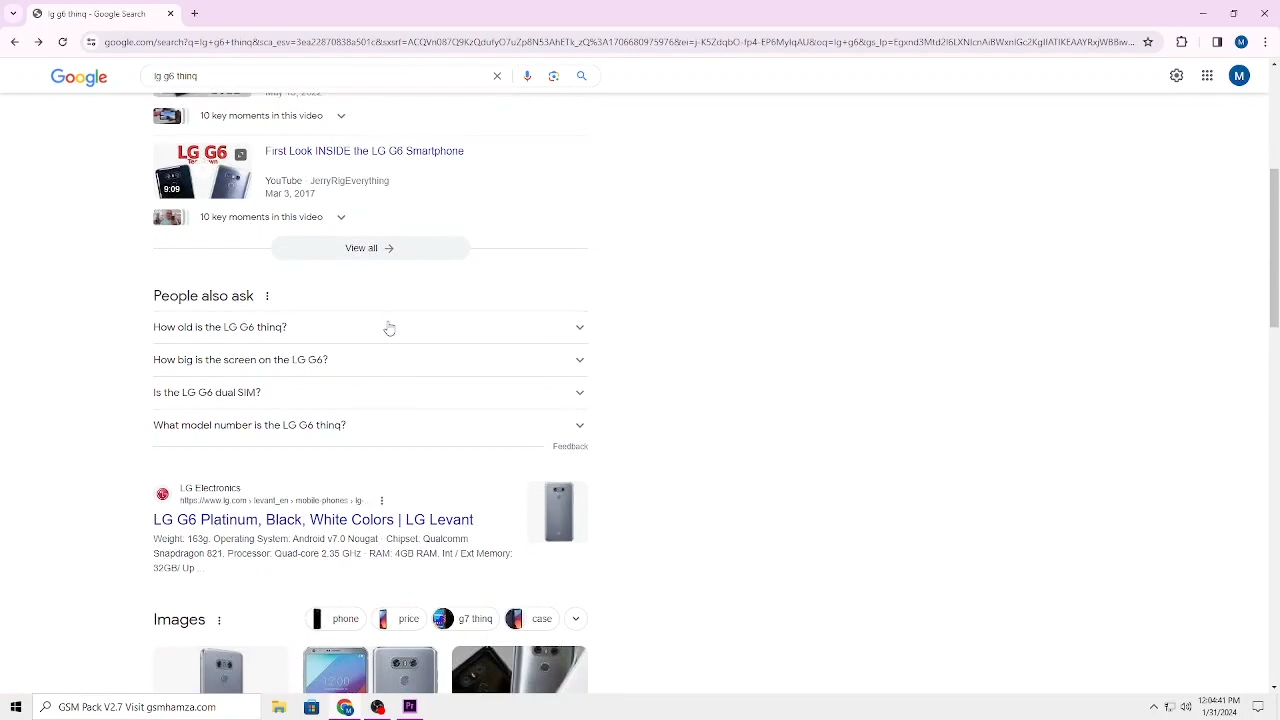 lg g6 thinq - Google Search
Google
lg g6 thinq
M
M
10 key moments in this video
LG G6
9:09
First Look INSIDE the LG G6 Smartphone
YouTube · JerryRigEverything
Mar 3, 2017
10 key moments in this video
View all
People also ask
How old is the LG G6 thinq?
How big is the screen on the LG G6?
Is the LG G6 dual SIM?
What model number is the LG G6 thinq?
Feedback
LG Electronics
https://www.lg.com › levant_en › mobile-phones › lg-...
LG G6 Platinum, Black, White Colors | LG Levant
Weight: 163g. Operating System: Android v7.0 Nougat · Chipset: Qualcomm
Snapdragon 821. Processor: Quad-core 2.35 GHz · RAM: 4GB RAM. Int / Ext Memory:
32GB/ Up ...
Images
phone
price
g7 thinq
case
GSM Pack V2.7 Visit gsmhamza.com
Pr
12:04:41 PM
1/31/2024